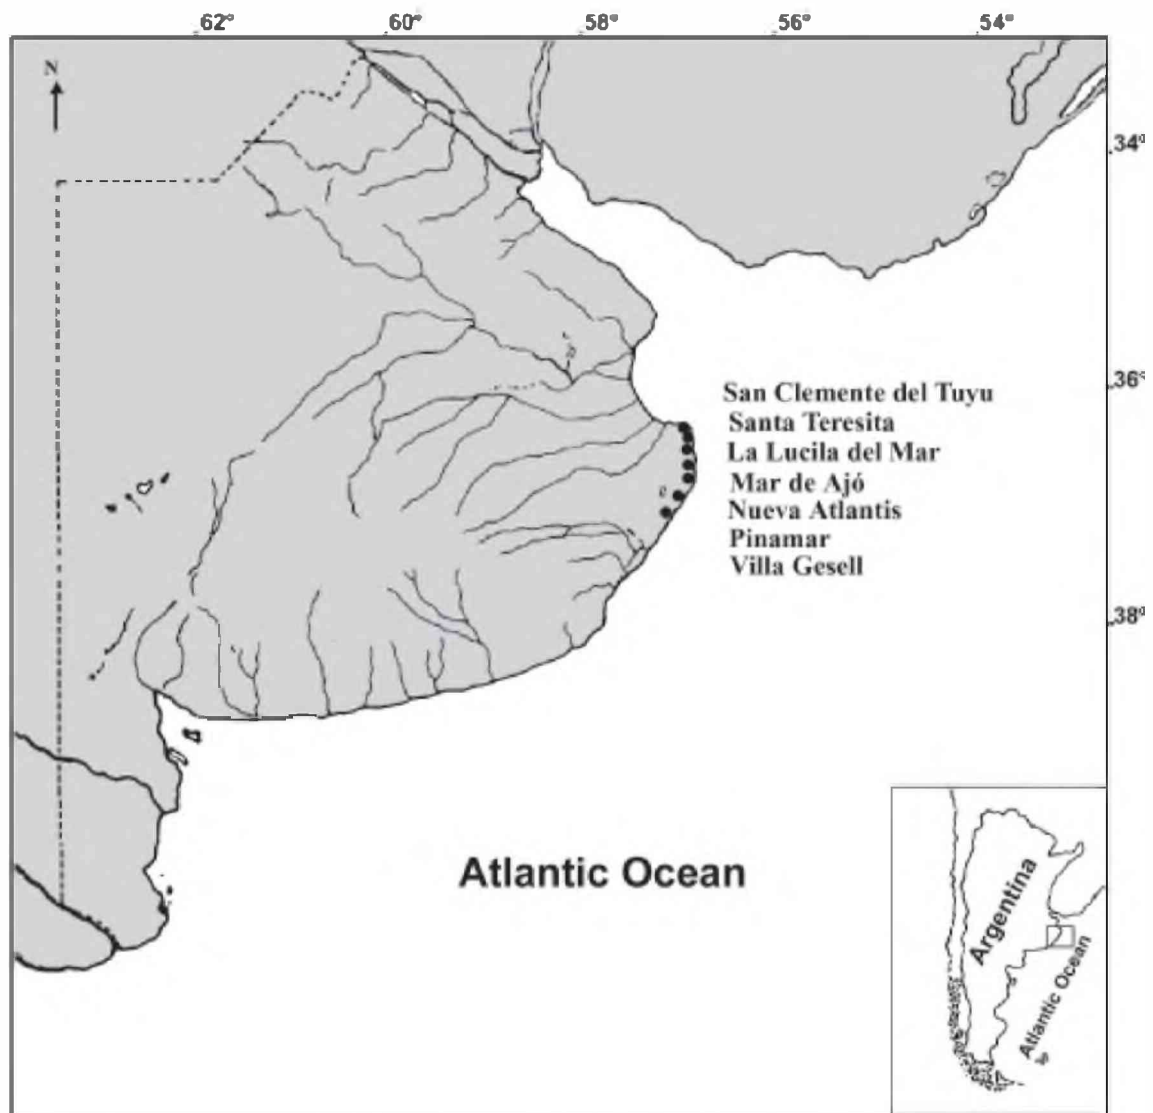 62° 60° 58° 56° 54°
N
34°
36°
San Clemente del Tuyu
Santa Teresita
La Lucila del Mar
Mar de Ajó
Nueva Atlantis
Pinamar
Villa Gesell
38°
Atlantic Ocean
Argentina
Atlantic Ocean